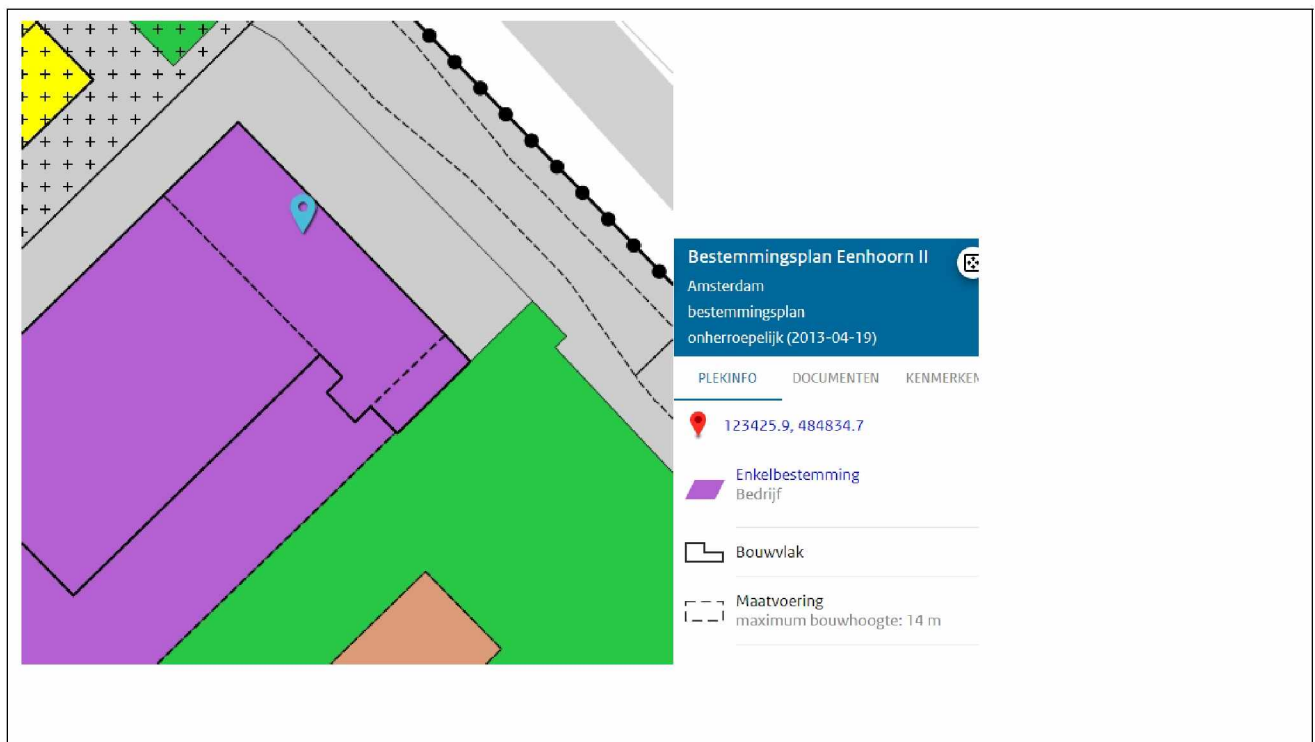 Bestemmingsplan Eenhoorn II
Amsterdam
bestemmingsplan
onherroepelijk (2013-04-19)
PLEKINFO DOCUMENTEN KENMERKEN
123425.9, 484834.7
Enkelbestemming
Bedrijf
Bouwvlak
Maatvoering
maximum bouwhoogte: 14 m